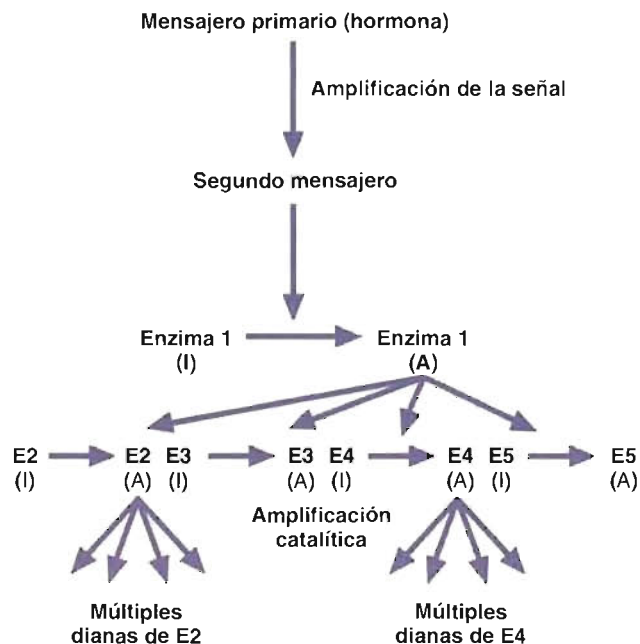 Mensajero primario (hormona)
Amplificación de la señal
Segundo mensajero
Enzima 1 Enzima 1
(I) (A)
E2 E2 E3 E3 E4 E4 E5 E5
(I) (A) (I) (A) (I) (A) (I) (A)
Amplificación
catalítica
Múltiples Múltiples
dianas de E2 dianas de E4